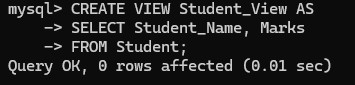 mysql> CREATE VIEW Student_View AS
    -> SELECT Student_Name, Marks
    -> FROM Student;
Query OK, 0 rows affected (0.01 sec)